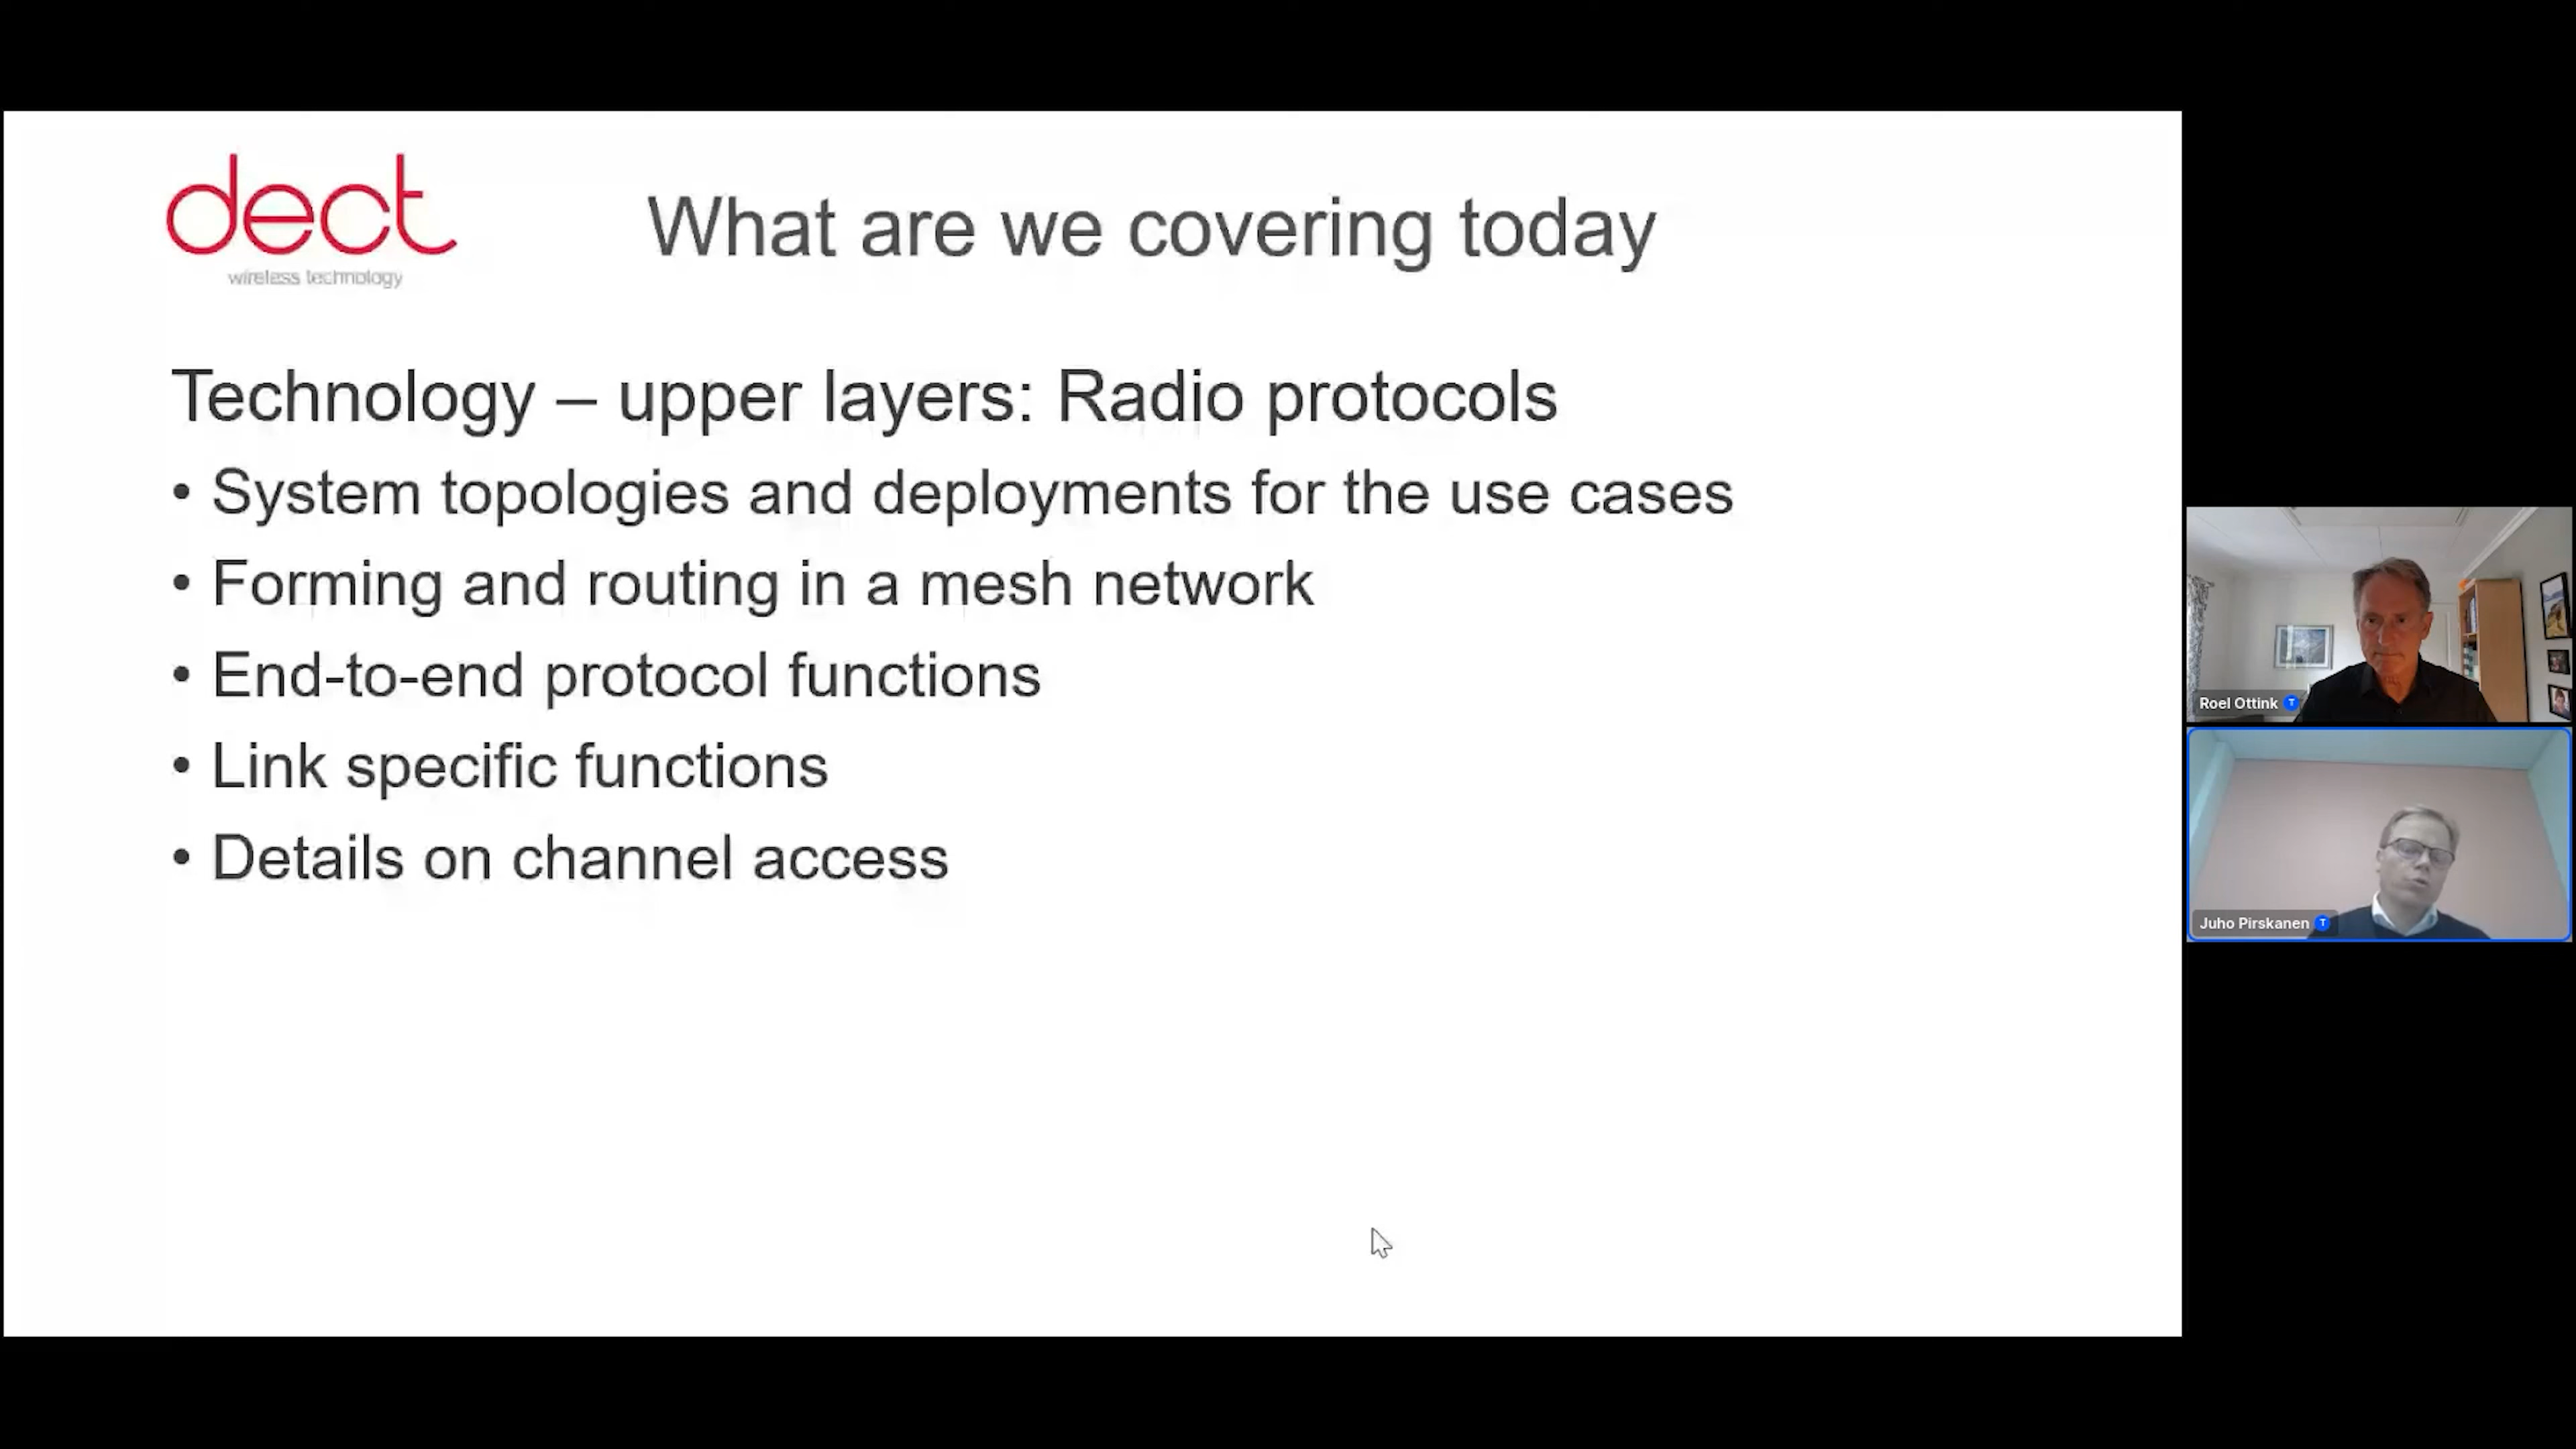 dect
wireless technology
What are we covering today
Technology – upper layers: Radio protocols
• System topologies and deployments for the use cases
• Forming and routing in a mesh network
• End-to-end protocol functions
• Link specific functions
• Details on channel access
Roel Ottink T
Juho Pirskanen T